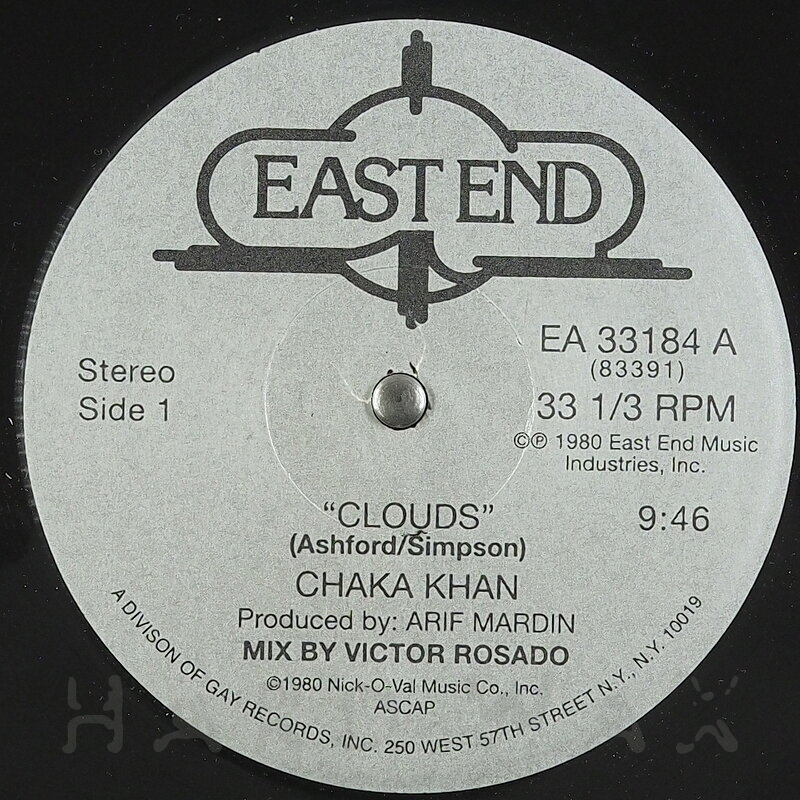 EAST END
Stereo
Side 1
EA 33184 A
(83391)
33 1/3 RPM
©℗ 1980 East End Music
Industries, Inc.
"CLOUDS"
9:46
(Ashford/Simpson)
CHAKA KHAN
Produced by: ARIF MARDIN
MIX BY VICTOR ROSADO
©1980 Nick-O-Val Music Co., Inc.
ASCAP
A DIVISON OF GAY RECORDS, INC. 250 WEST 57TH STREET N.Y., N.Y. 10019